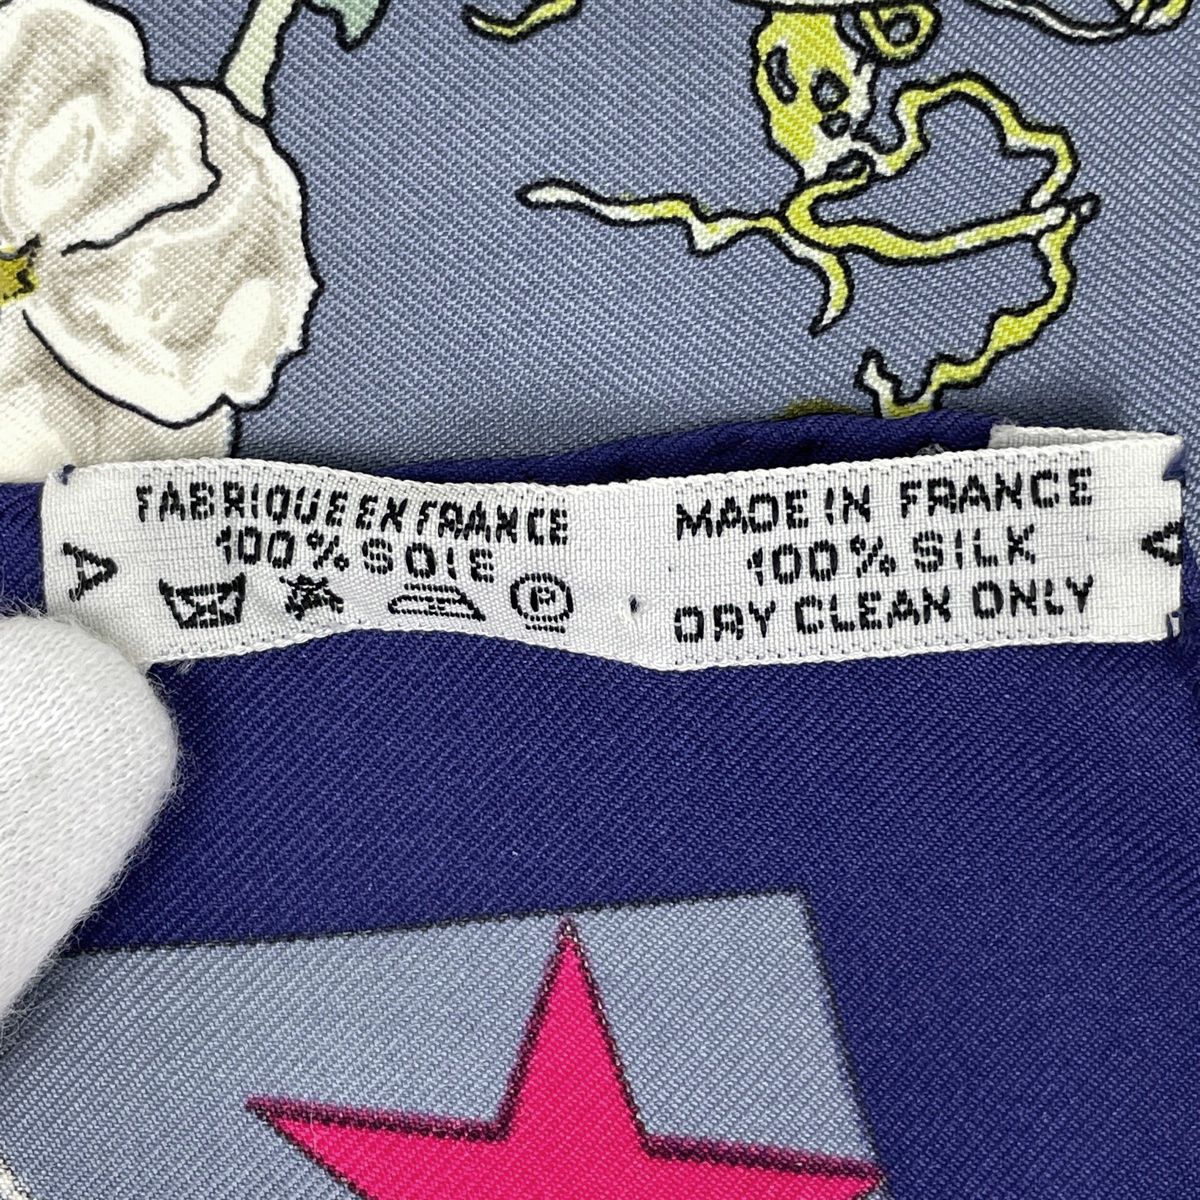 FABRIQUE EN FRANCE
100% SOIE
P
A
MADE IN FRANCE
100% SILK
DRY CLEAN ONLY
A